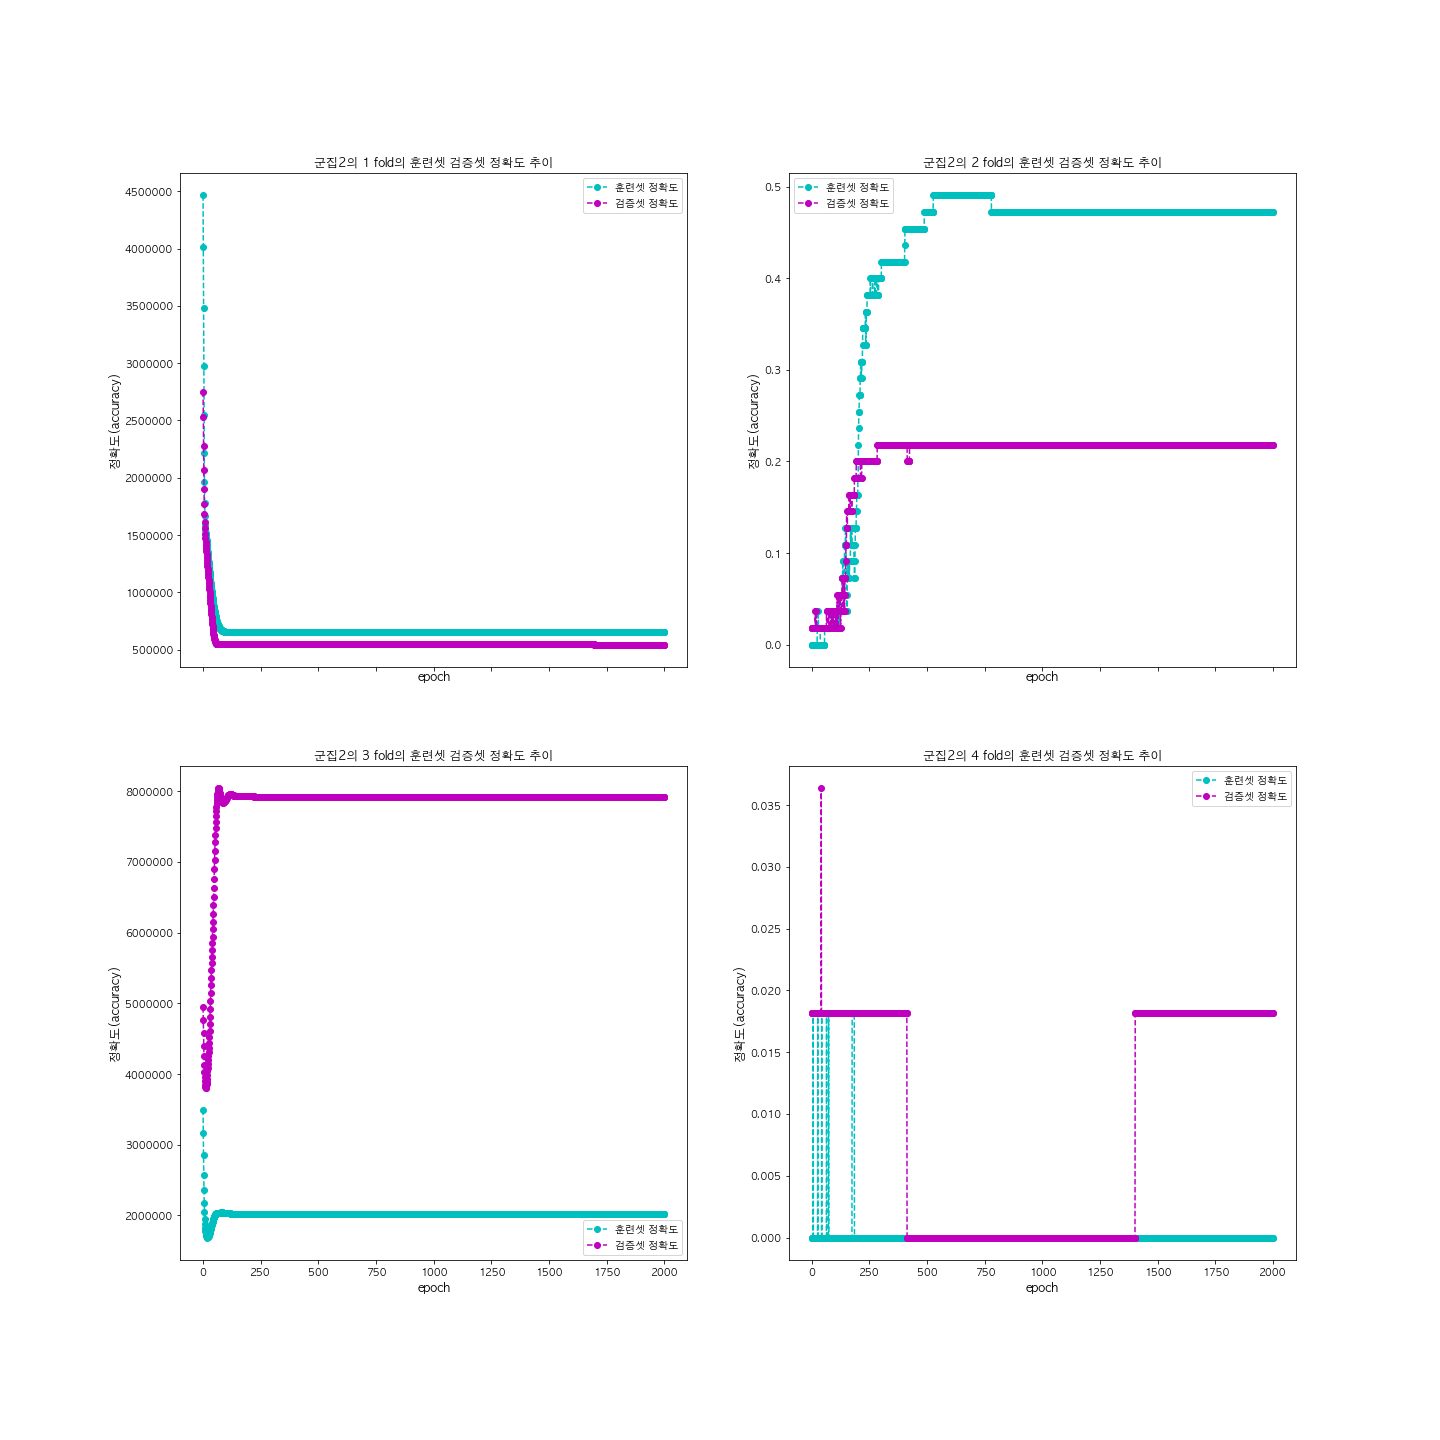 군집2의 1 fold의 훈련셋 검증셋 정확도 추이
훈련셋 정확도
검증셋 정확도
4500000
4000000
3500000
3000000
2500000
2000000
1500000
1000000
500000
정확도(accuracy)
epoch
군집2의 2 fold의 훈련셋 검증셋 정확도 추이
훈련셋 정확도
검증셋 정확도
0.5
0.4
0.3
0.2
0.1
0.0
정확도(accuracy)
epoch
군집2의 3 fold의 훈련셋 검증셋 정확도 추이
8000000
7000000
6000000
5000000
4000000
3000000
2000000
정확도(accuracy)
훈련셋 정확도
검증셋 정확도
0 250 500 750 1000 1250 1500 1750 2000
epoch
군집2의 4 fold의 훈련셋 검증셋 정확도 추이
훈련셋 정확도
검증셋 정확도
0.035
0.030
0.025
0.020
0.015
0.010
0.005
0.000
정확도(accuracy)
0 250 500 750 1000 1250 1500 1750 2000
epoch